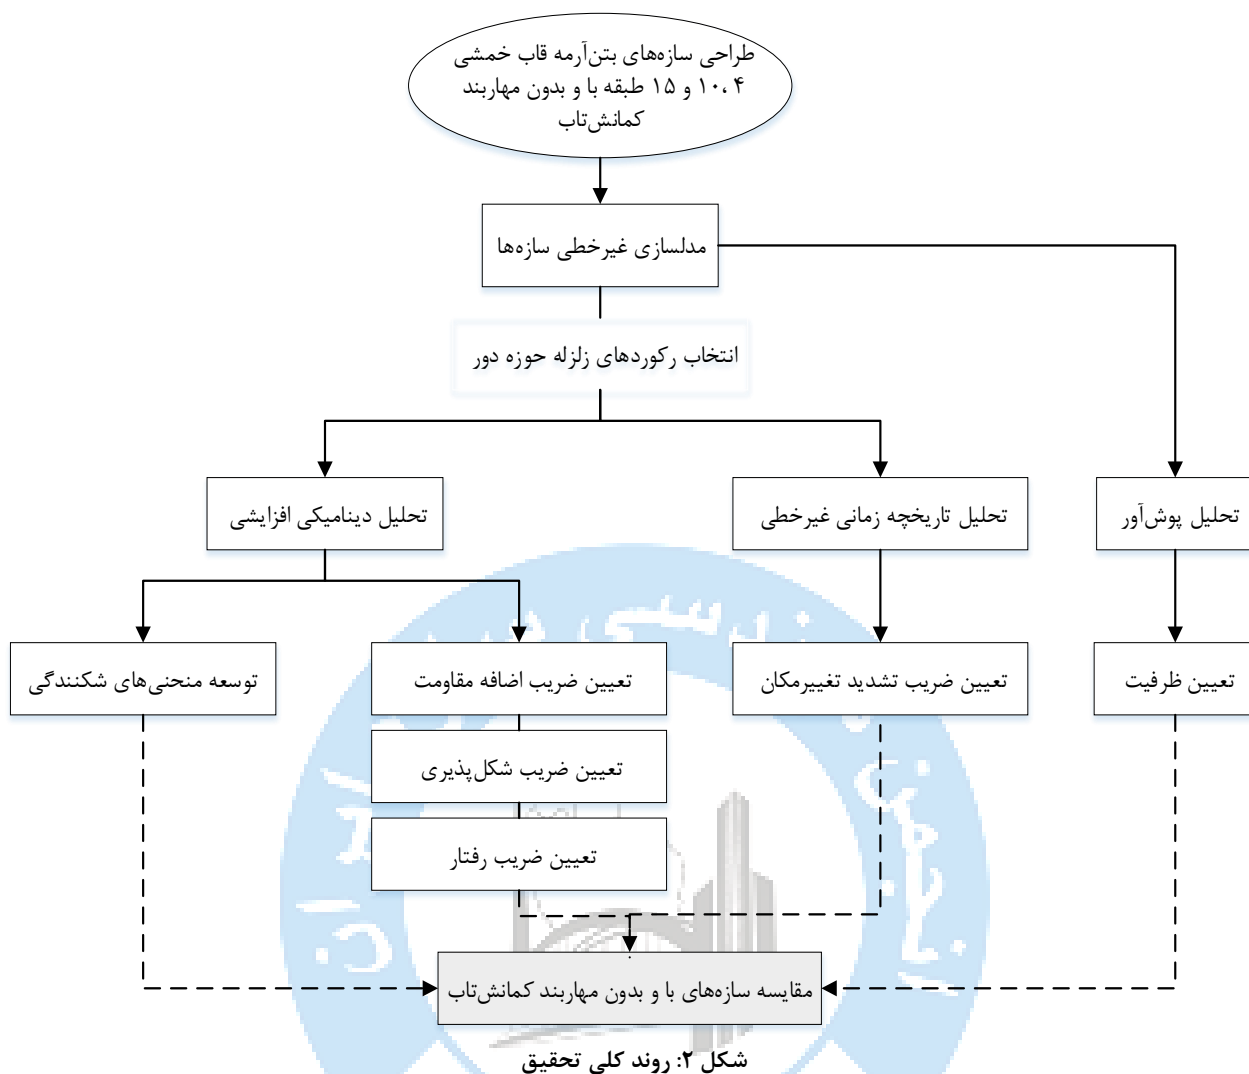 طراحی سازه‌های بتن‌آرمه قاب خمشی
۴ ،۱۰ و ۱۵ طبقه با و بدون مهاربند
کمانش‌تاب
مدلسازی غیرخطی سازه‌ها
انتخاب رکوردهای زلزله حوزه دور
تحلیل پوش‌آور
تحلیل تاریخچه زمانی غیرخطی
تحلیل دینامیکی افزایشی
تعیین ظرفیت
تعیین ضریب تشدید تغییرمکان
تعیین ضریب اضافه مقاومت
توسعه منحنی‌های شکنندگی
تعیین ضریب شکل‌پذیری
تعیین ضریب رفتار
مقایسه سازه‌های با و بدون مهاربند کمانش‌تاب
شکل ۲: روند کلی تحقیق